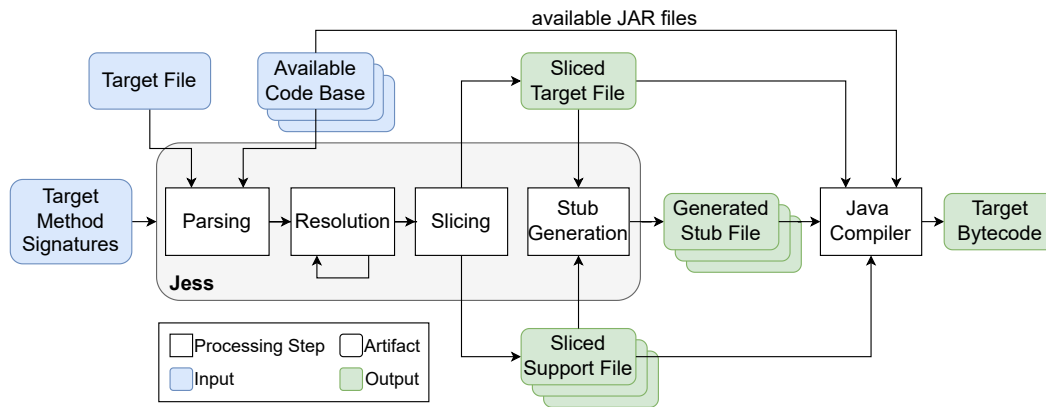 available JAR files
Target File
Available
Code Base
Sliced
Target File
Target
Method
Signatures
Parsing
Resolution
Slicing
Stub
Generation
Generated
Stub File
Java
Compiler
Target
Bytecode
Jess
Sliced
Support File
Processing Step
Artifact
Input
Output